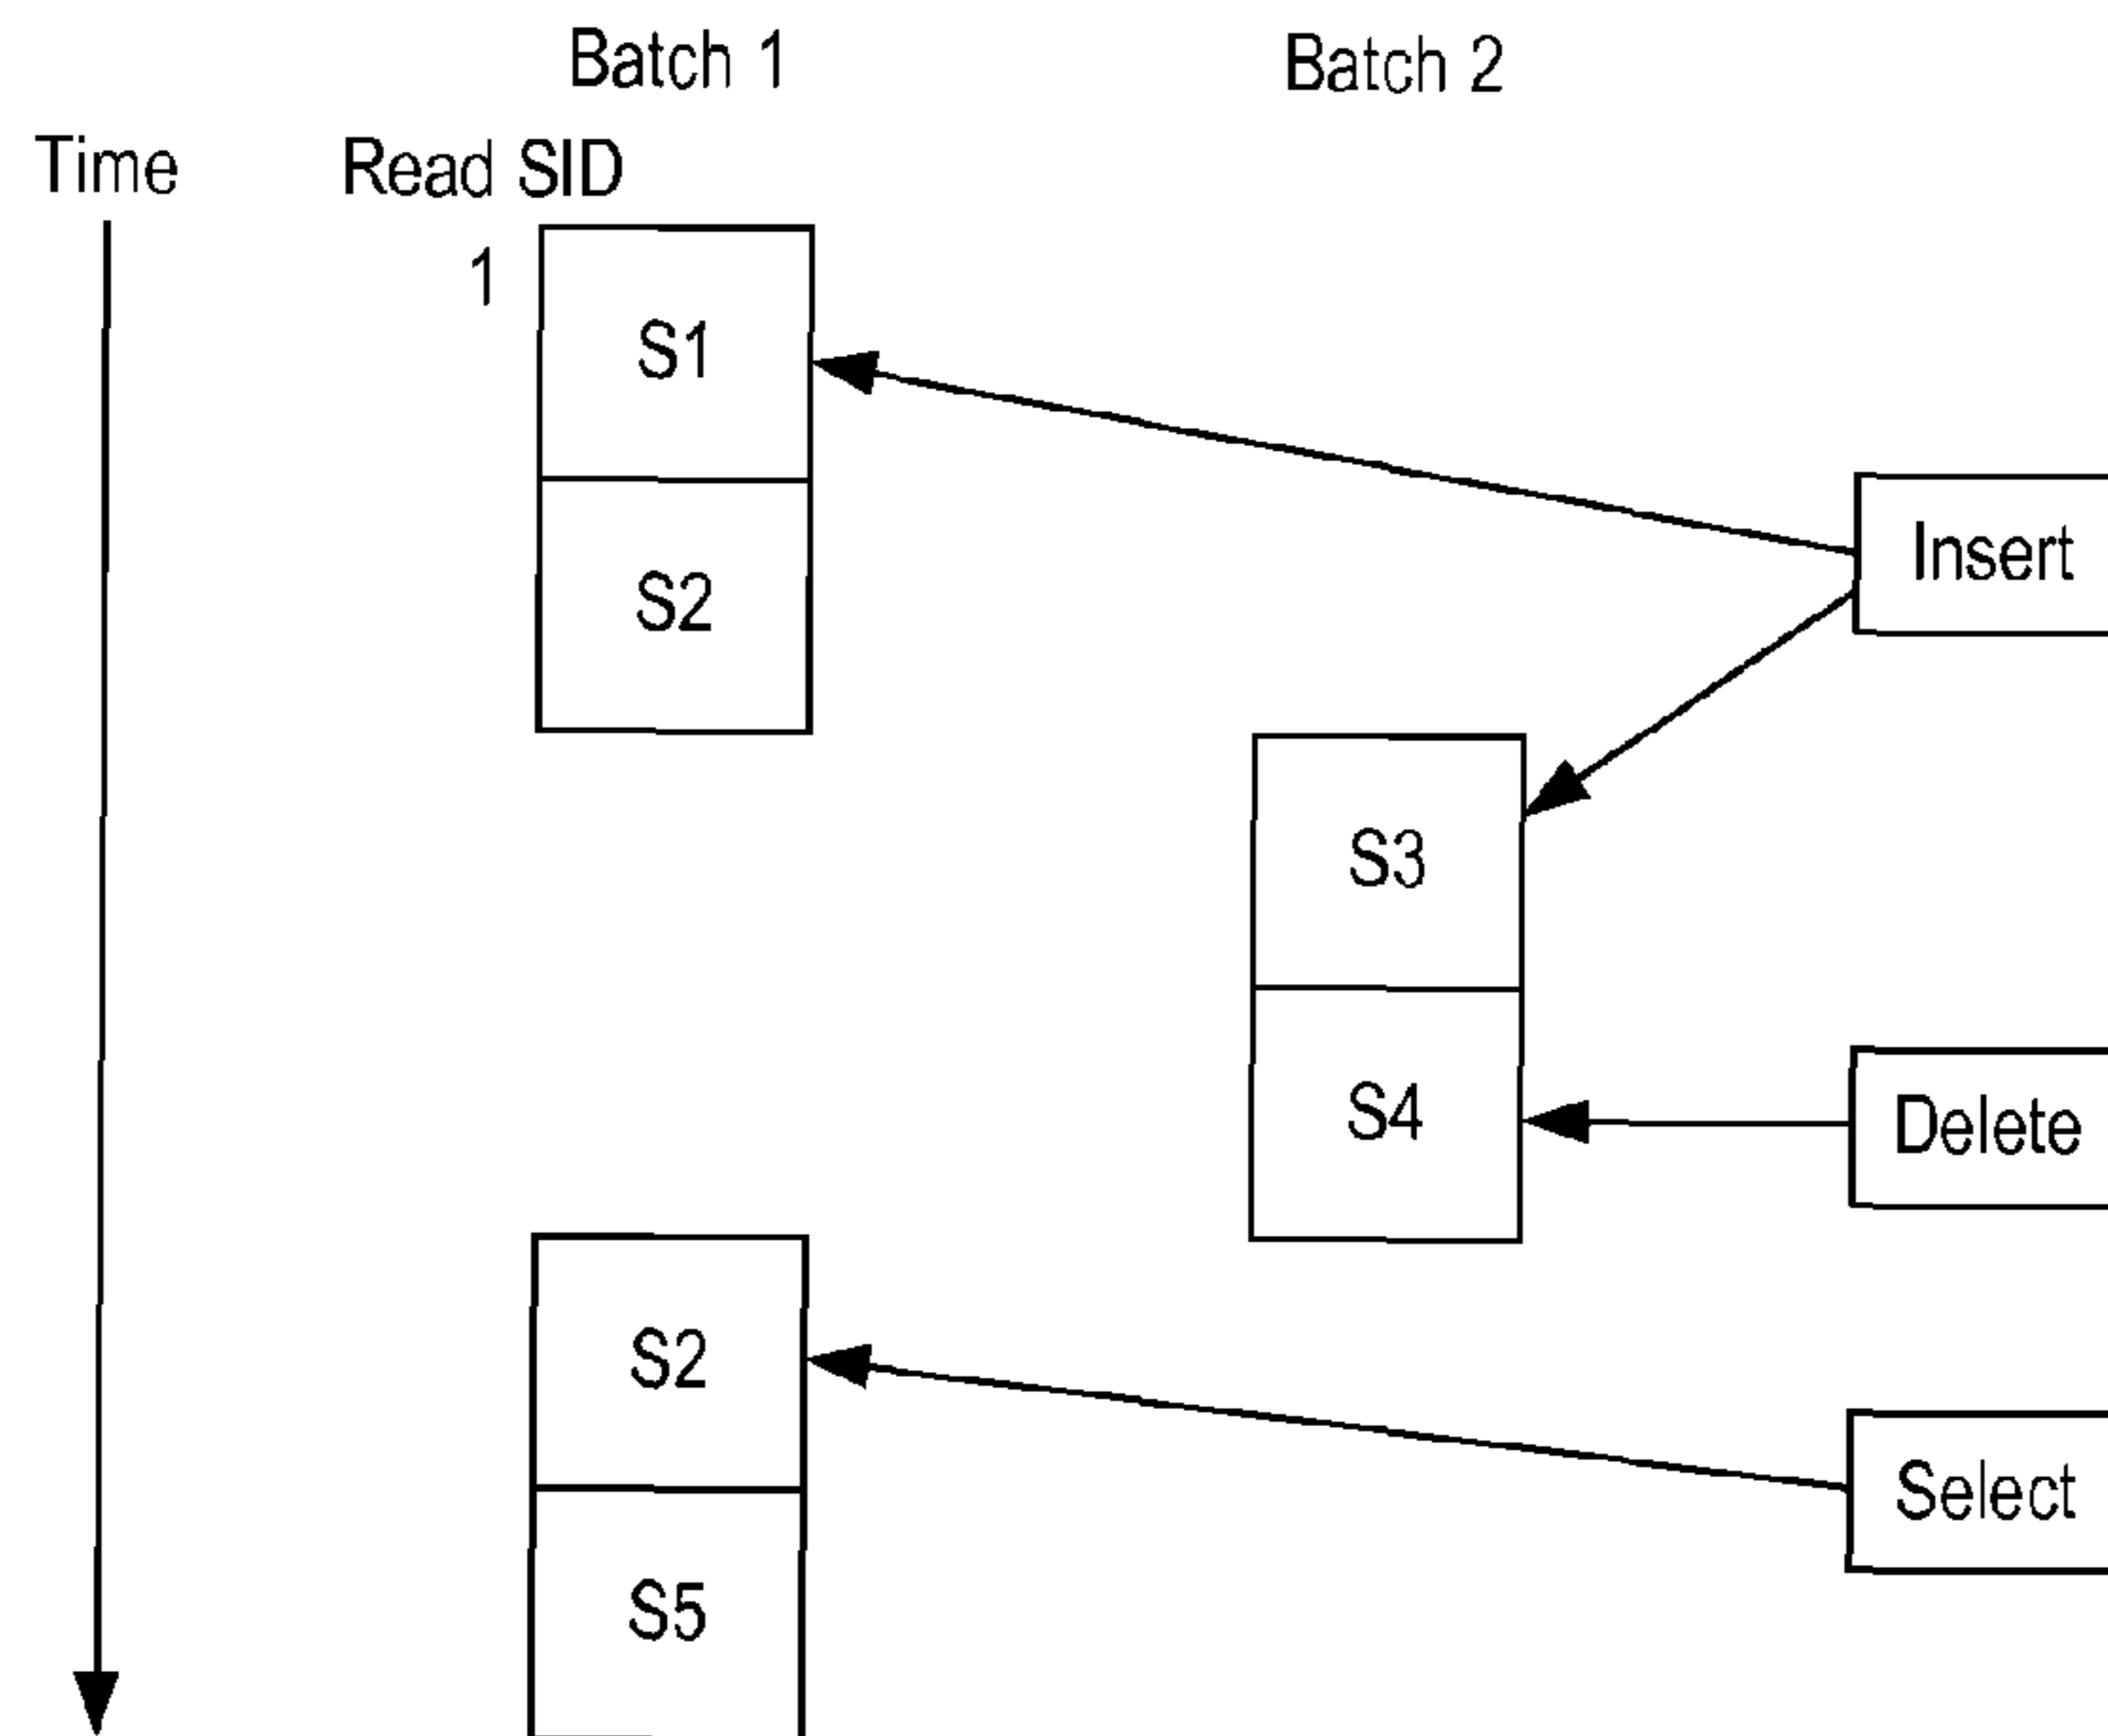 Batch 1
Batch 2
Time
Read SID
1
S1
S2
Insert
S3
S4
Delete
S2
Select
S5